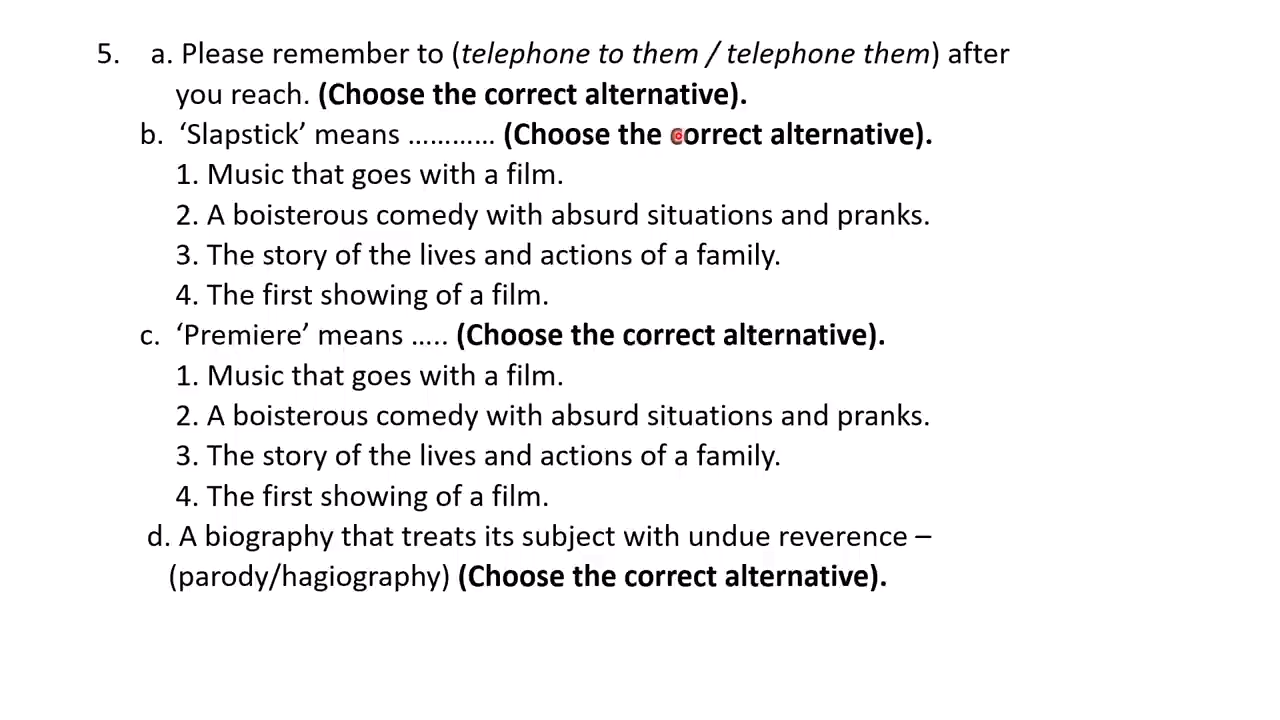 5. a. Please remember to (telephone to them / telephone them) after
you reach. (Choose the correct alternative).
b. ‘Slapstick’ means ………… (Choose the correct alternative).
1. Music that goes with a film.
2. A boisterous comedy with absurd situations and pranks.
3. The story of the lives and actions of a family.
4. The first showing of a film.
c. ‘Premiere’ means ….. (Choose the correct alternative).
1. Music that goes with a film.
2. A boisterous comedy with absurd situations and pranks.
3. The story of the lives and actions of a family.
4. The first showing of a film.
d. A biography that treats its subject with undue reverence –
(parody/hagiography) (Choose the correct alternative).